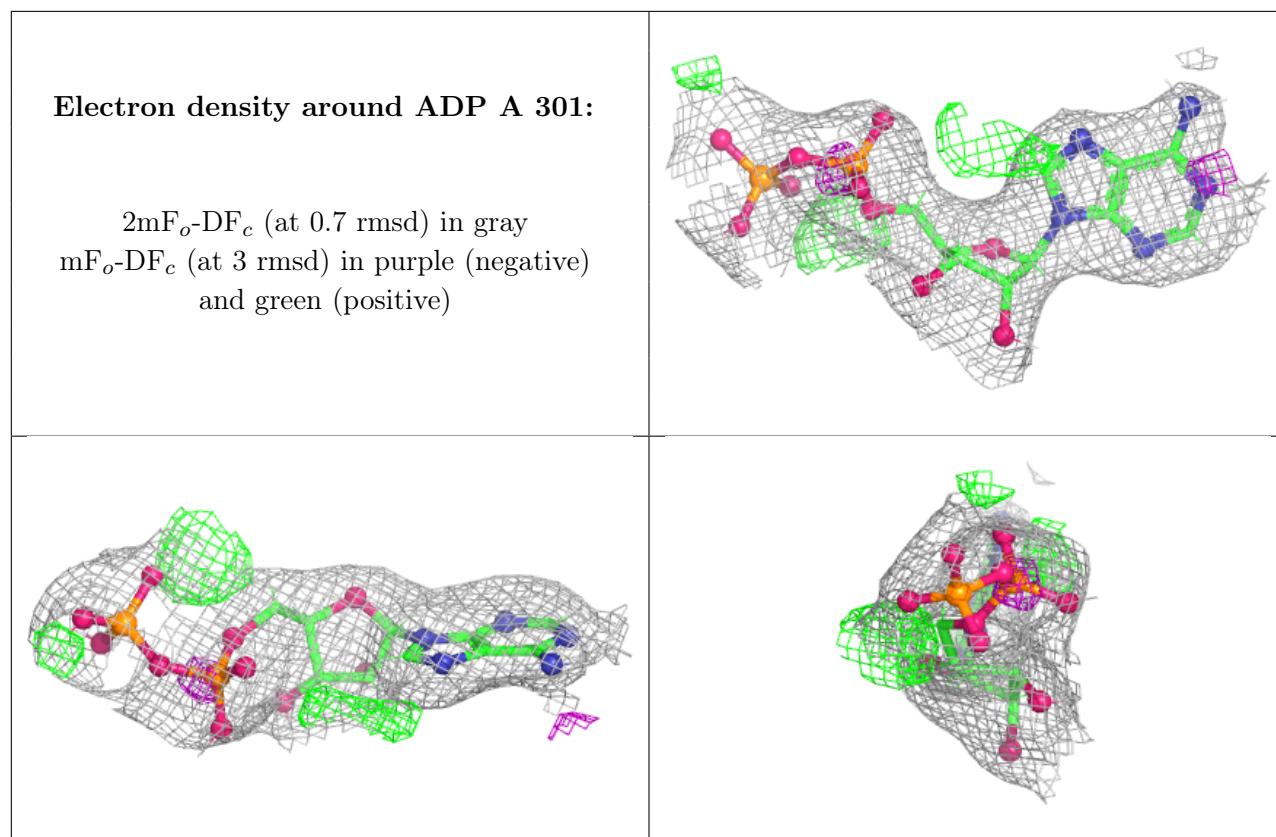 Electron density around ADP A 301:
2mFo-DFc (at 0.7 rmsd) in gray
mFo-DFc (at 3 rmsd) in purple (negative)
and green (positive)